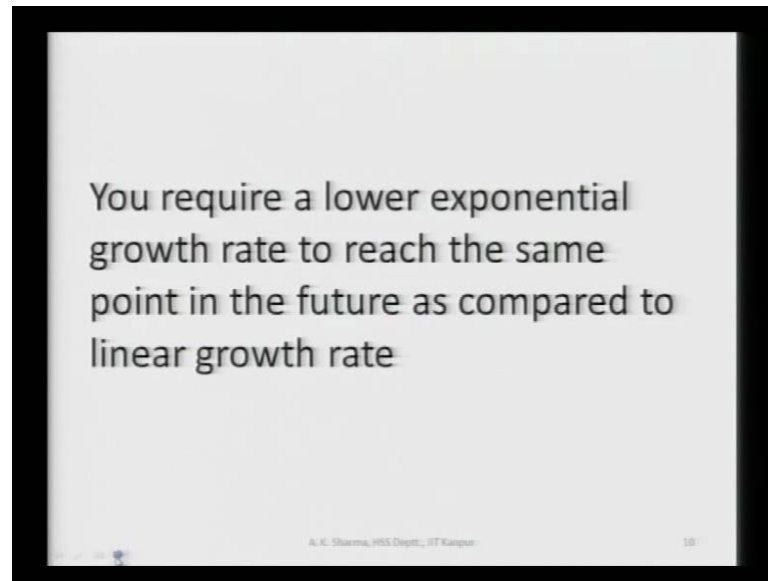 You require a lower exponential
growth rate to reach the same
point in the future as compared to
linear growth rate
A. K. Sharma, HSS Deptt., IIT Kanpur
10